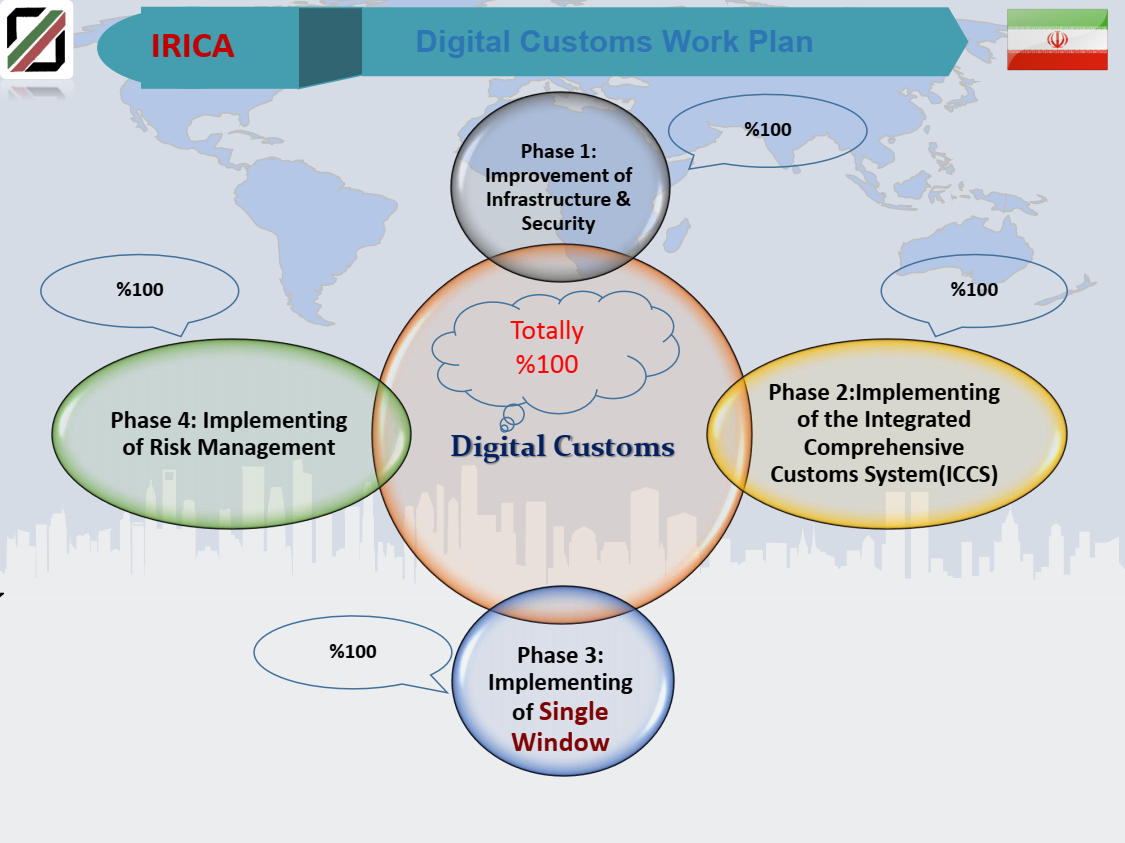 IRICA
Digital Customs Work Plan
Phase 1:
Improvement of
Infrastructure &
Security
%100
%100
%100
Totally
%100
Digital Customs
Phase 4: Implementing
of Risk Management
Phase 2:Implementing
of the Integrated
Comprehensive
Customs System(ICCS)
%100
Phase 3:
Implementing
of Single
Window